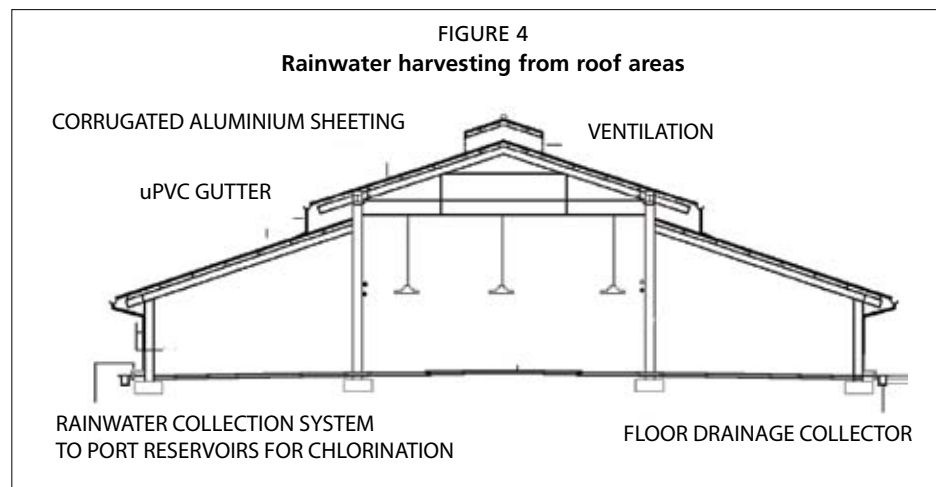 FIGURE 4
Rainwater harvesting from roof areas
CORRUGATED ALUMINIUM SHEETING
VENTILATION
uPVC GUTTER
RAINWATER COLLECTION SYSTEM
TO PORT RESERVOIRS FOR CHLORINATION
FLOOR DRAINAGE COLLECTOR